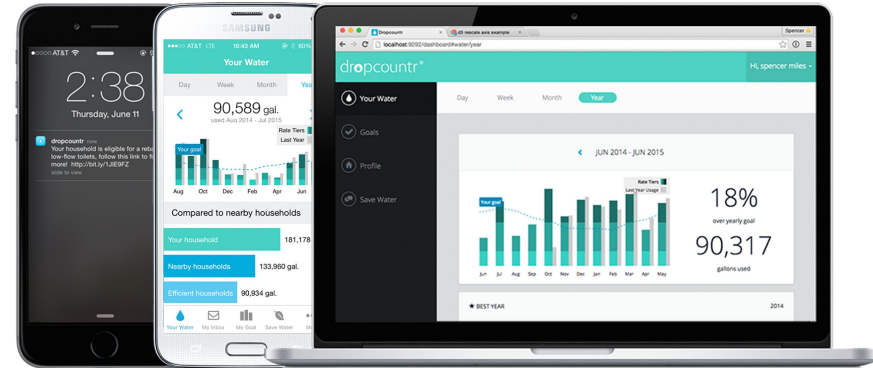 AT&T
2:38
Thursday, June 11
dropcountr now
Your household is eligible for a
low-flow toilets, follow this link to
more! http://bit.ly/1JIE9FZ
slide to view
SAMSUNG
AT&T LTE 10:43 AM 80%
Your Water
Day Week Month
90,589 gal.
used Aug 2014 - Jul 2015
Rate Tiers
Last Year
Your goal
Aug Oct Dec Feb Apr Jun
Compared to nearby households
Your household 181,178
Nearby households 133,960 gal.
Efficient households 90,934 gal.
Your Water My Inbox My Goal Save Water
Dropcountr
d3 rescale axis example
Spencer
localhost:9292/dashboard#water/year
dropcountr
Hi, spencer miles
Your Water
Goals
Profile
Save Water
Day Week Month Year
JUN 2014 - JUN 2015
Rate Tiers
Last Year Usage
Your goal
Jun Jul Aug Sep Oct Nov Dec Jan Feb Mar Apr May
18%
over yearly goal
90,317
gallons used
★ BEST YEAR 2014